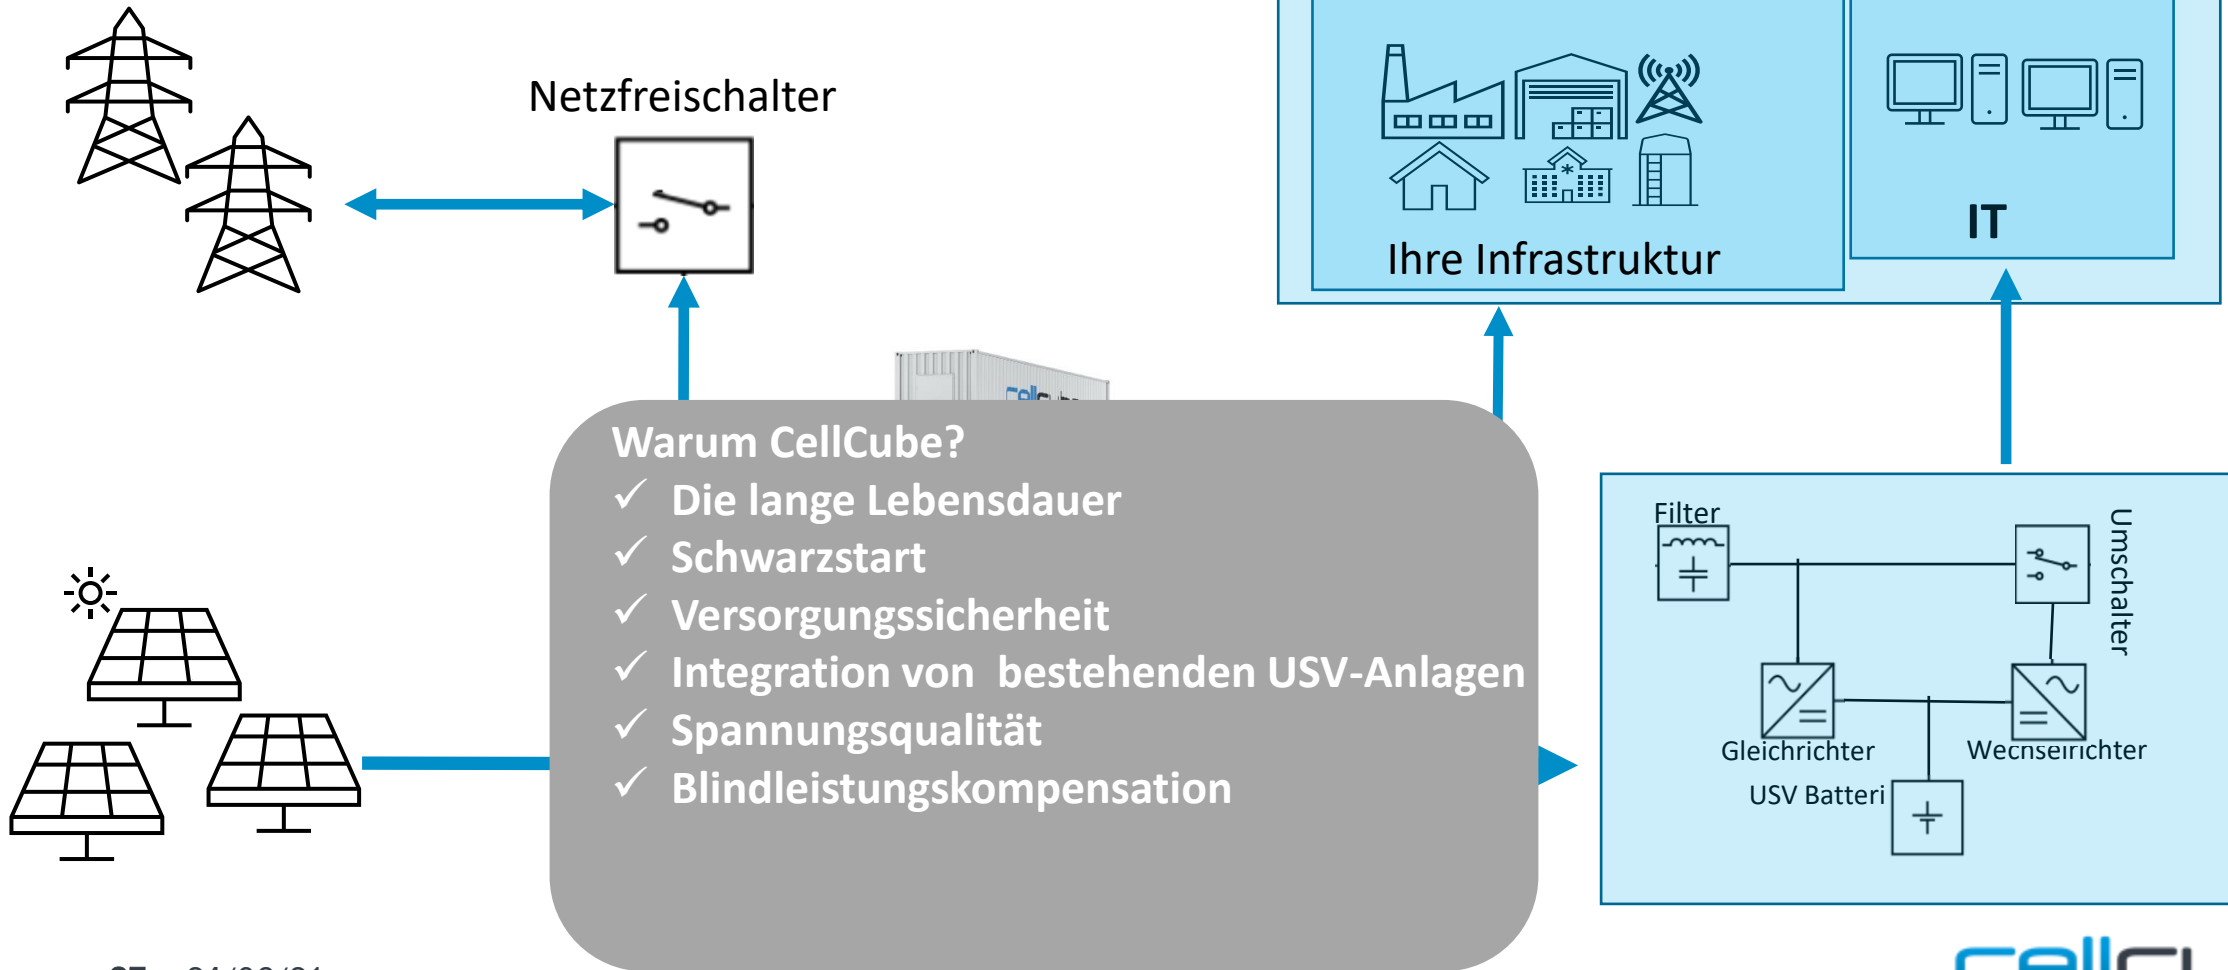 Netzfreischalter
Ihre Infrastruktur
IT
Warum CellCube?
✓ Die lange Lebensdauer
✓ Schwarzstart
✓ Versorgungssicherheit
✓ Integration von bestehenden USV-Anlagen
✓ Spannungsqualität
✓ Blindleistungskompensation
Filter
Umschalter
Gleichrichter
Wechselrichter
USV Batteri